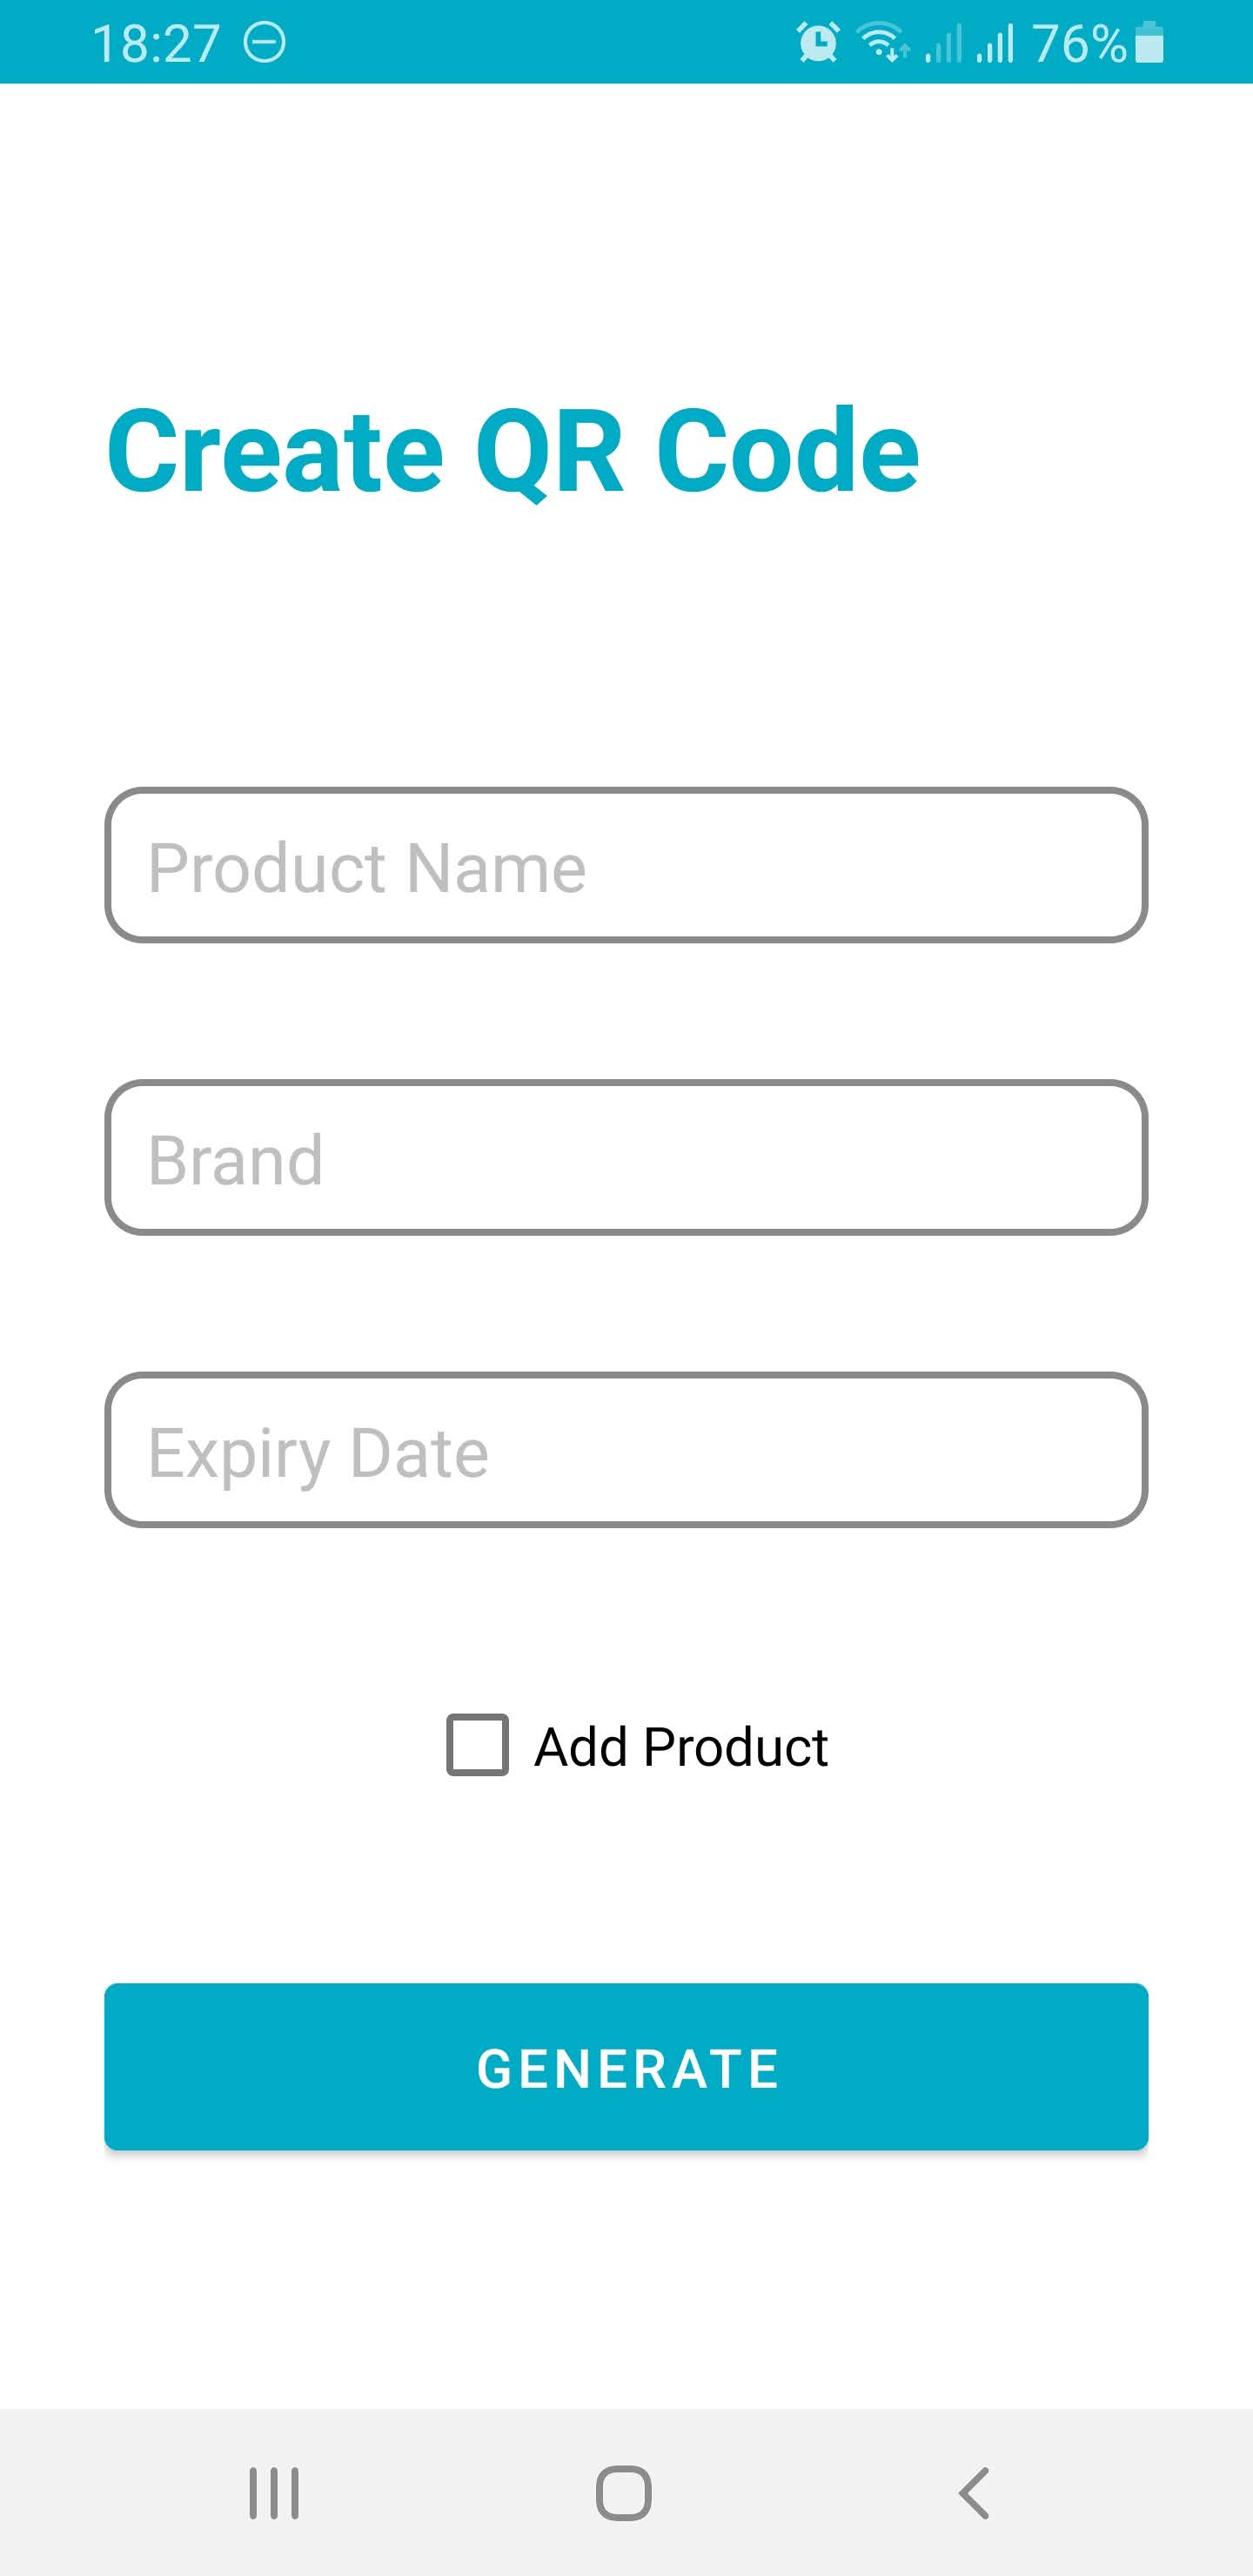 18:27 76%
Create QR Code
Product Name
Brand
Expiry Date
Add Product
GENERATE